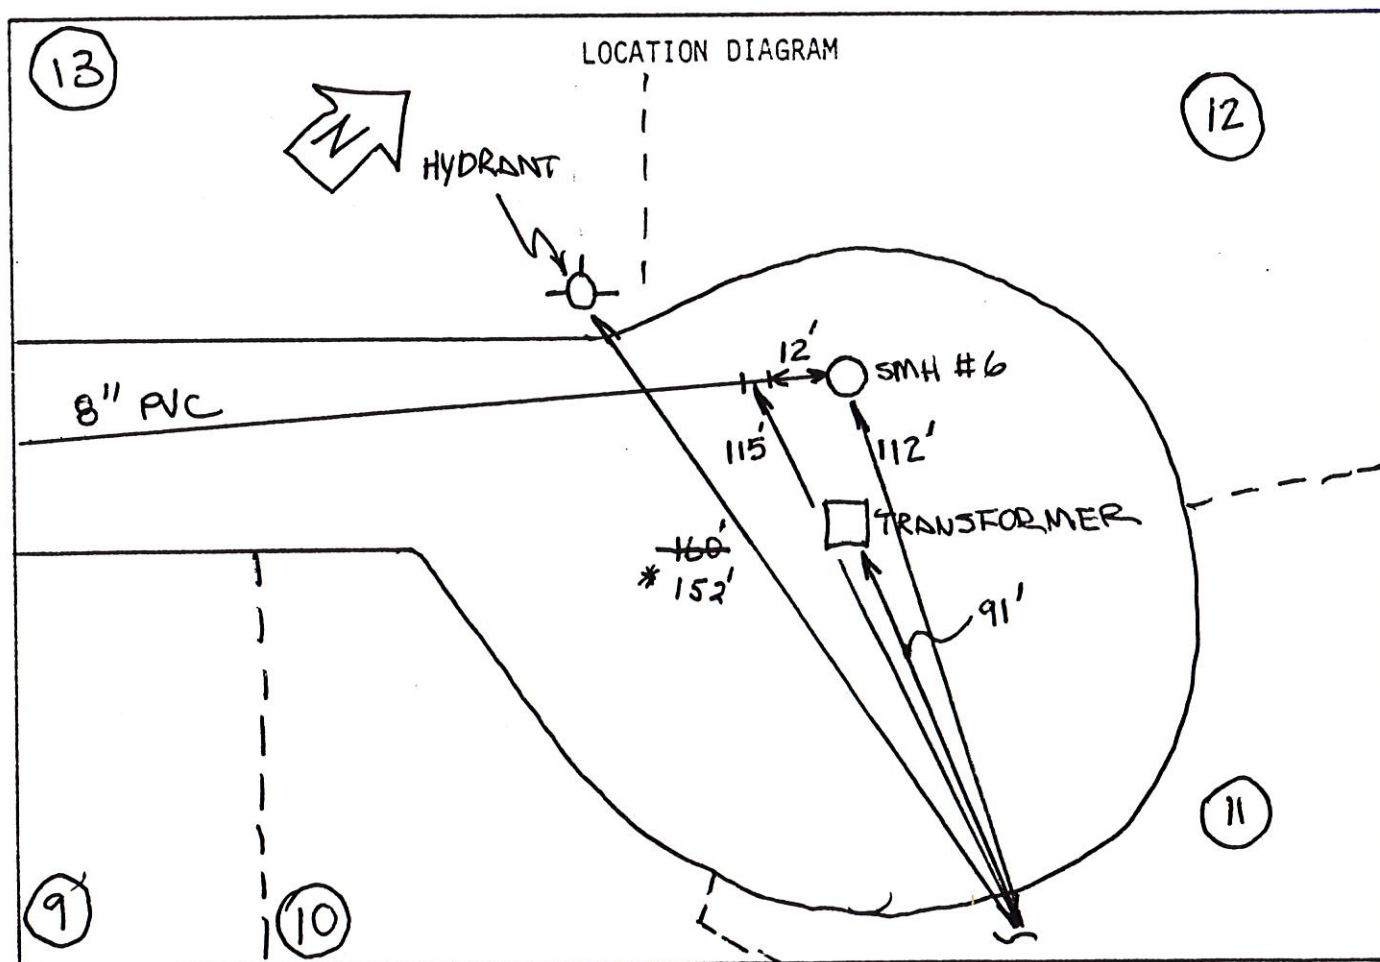 LOCATION DIAGRAM
13
12
N
HYDRANT
12'
SMH #6
8" PVC
115'
112'
TRANSFORMER
160'
* 152'
91'
11
9
10